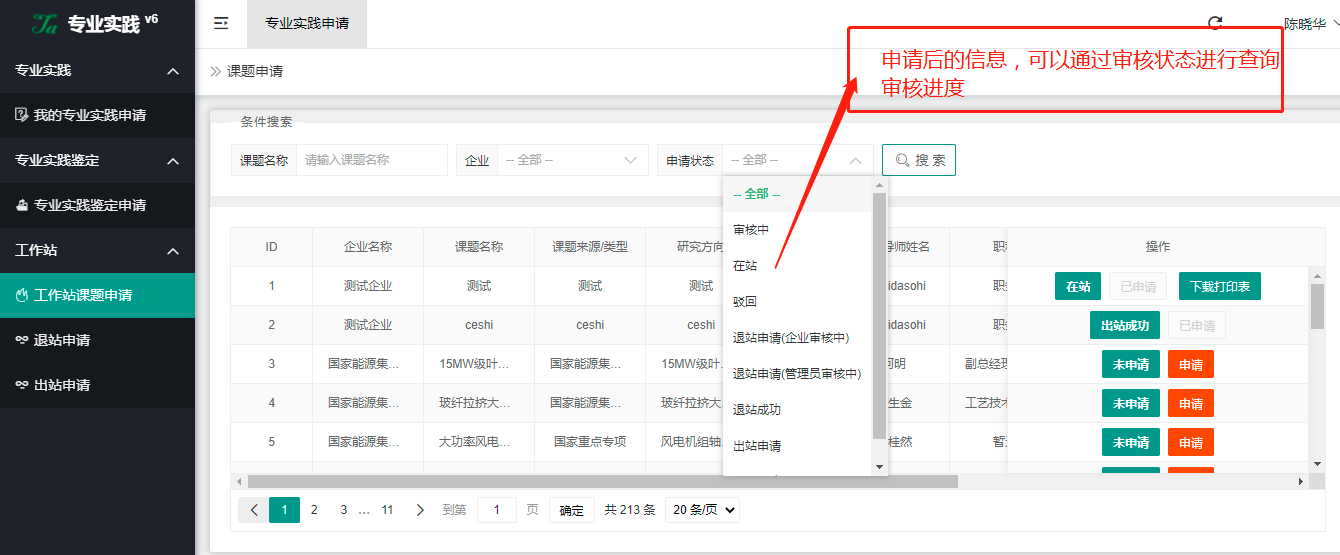 Ta 专业实践 v6
专业实践申请
陈晓华
专业实践
我的专业实践申请
专业实践鉴定
专业实践鉴定申请
工作站
工作站课题申请
退站申请
出站申请
课题申请
申请后的信息，可以通过审核状态进行查询
审核进度
条件搜索
课题名称 请输入课题名称 企业 -- 全部 -- 申请状态 -- 全部 -- 搜 索
-- 全部 --
审核中
在站
驳回
退站申请(企业审核中)
退站申请(管理员审核中)
退站成功
出站申请
ID 企业名称 课题名称 课题来源/类型 研究方向 导师姓名 职 操作
1 测试企业 测试 测试 测试 idasohi 职 在站 已申请 下载打印表
2 测试企业 ceshi ceshi ceshi idasohi 职 出站成功 已申请
3 国家能源集... 15MW级叶... 国家能源集... 15MW级叶.. 明 副总经理 未申请 申请
4 国家能源集... 玻纤拉挤大... 国家能源集... 玻纤拉挤大. 生金 工艺技术 未申请 申请
5 国家能源集... 大功率风电... 国家重点专项 风电机组轴. 桂然 暂 未申请 申请
1 2 3 ... 11 到第 1 页 确定 共 213 条 20 条/页